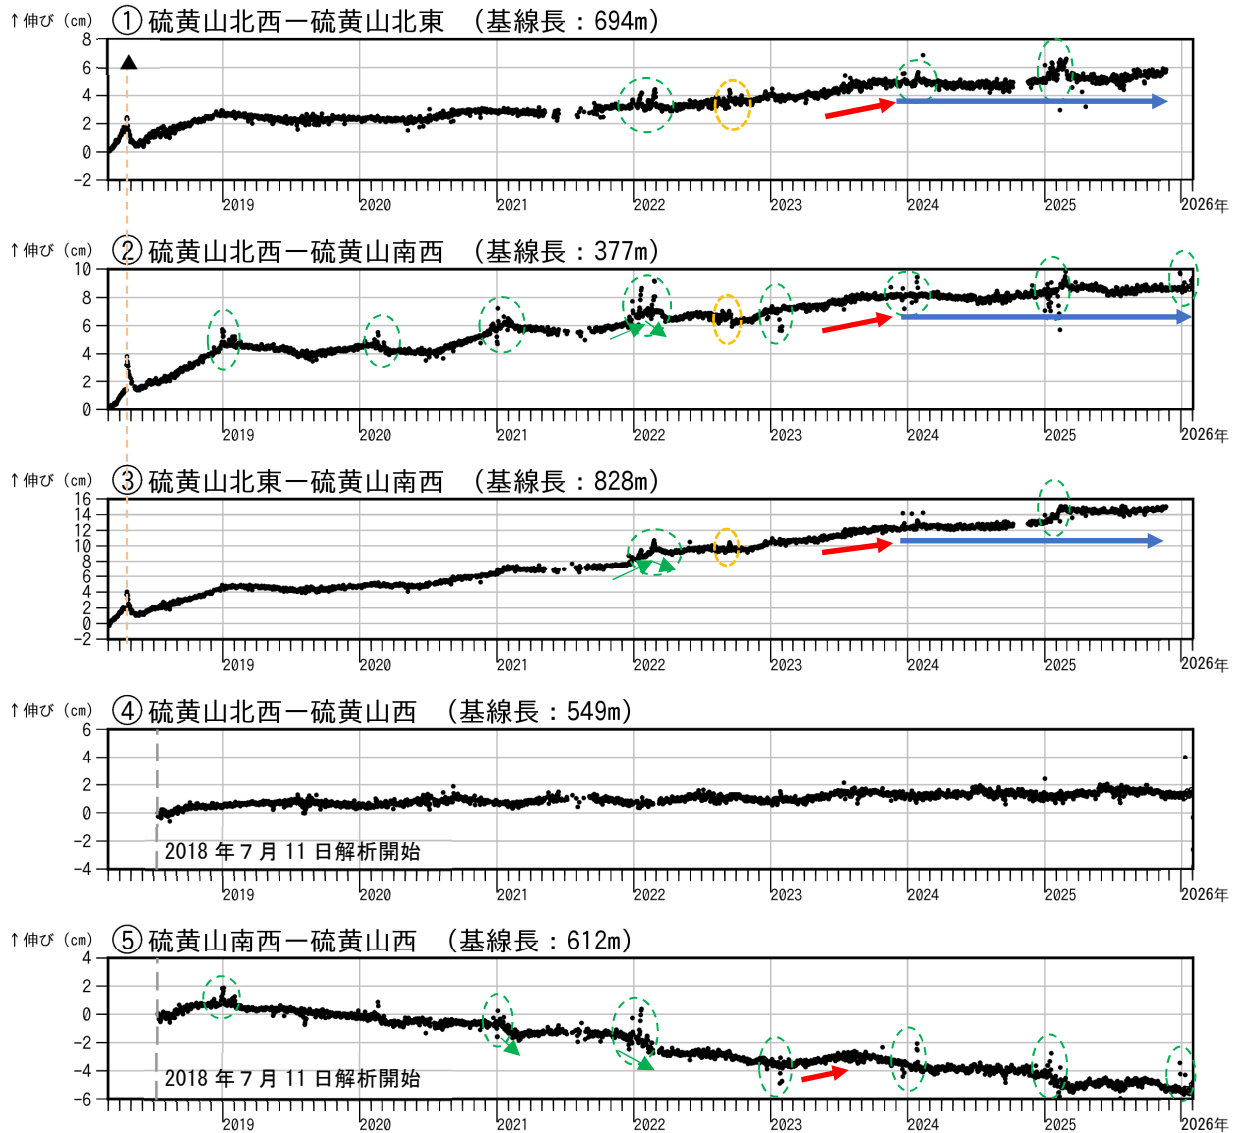 ↑伸び（cm） ①硫黄山北西－硫黄山北東 （基線長：694m）
8
6
4
2
0
-2
2019 2020 2021 2022 2023 2024 2025 2026年
↑伸び（cm） ②硫黄山北西－硫黄山南西 （基線長：377m）
10
8
6
4
2
0
2019 2020 2021 2022 2023 2024 2025 2026年
↑伸び（cm） ③硫黄山北東－硫黄山南西 （基線長：828m）
16
14
12
10
8
6
4
2
0
-2
2019 2020 2021 2022 2023 2024 2025 2026年
↑伸び（cm） ④硫黄山北西－硫黄山西 （基線長：549m）
6
4
2
0
-2
2018年7月11日解析開始
-4
2019 2020 2021 2022 2023 2024 2025 2026年
↑伸び（cm） ⑤硫黄山南西－硫黄山西 （基線長：612m）
4
2
0
-2
-4
2018年7月11日解析開始
-6
2019 2020 2021 2022 2023 2024 2025 2026年